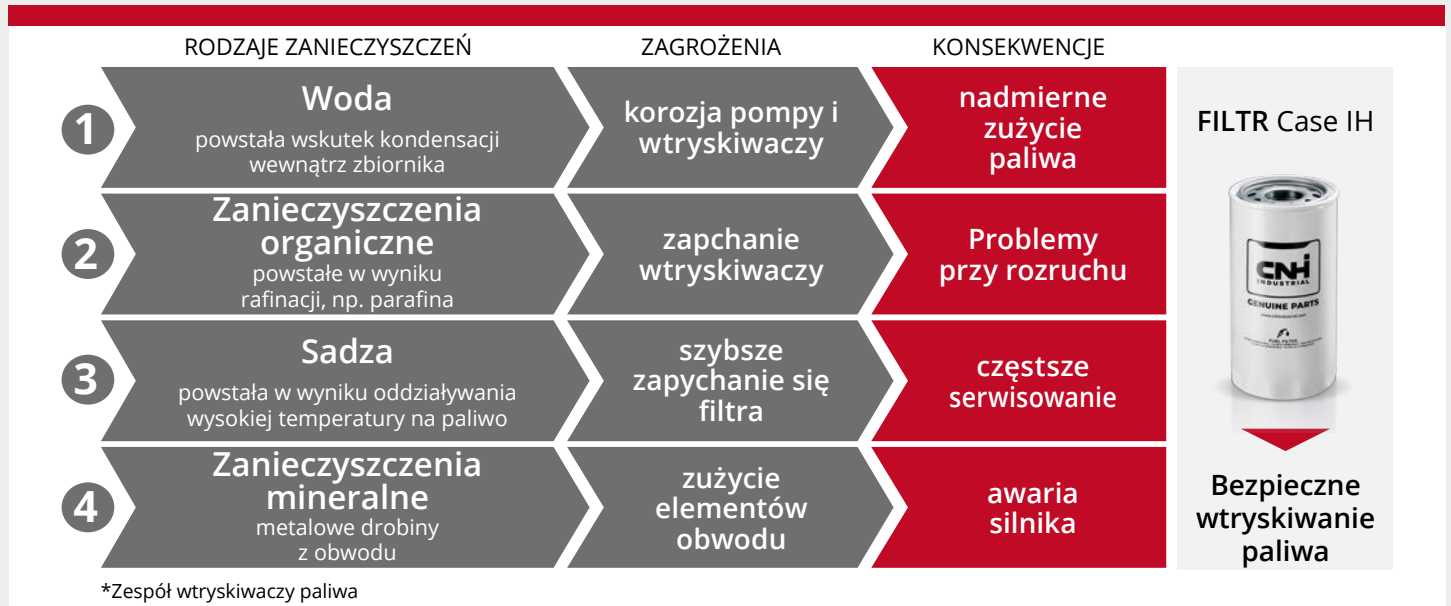 RODZAJE ZANIECZYSZCZEŃ
ZAGROŻENIA
KONSEKWENCJE
1
Woda
powstała wskutek kondensacji
wewnątrz zbiornika
korozja pompy i
wtryskiwaczy
nadmierne
zużycie
paliwa
2
Zanieczyszczenia
organiczne
powstałe w wyniku
rafinacji, np. parafina
zapchanie
wtryskiwaczy
Problemy
przy rozruchu
3
Sadza
powstała w wyniku oddziaływania
wysokiej temperatury na paliwo
szybsze
zapychanie się
filtra
częstsze
serwisowanie
4
Zanieczyszczenia
mineralne
metalowe drobiny
z obwodu
zużycie
elementów
obwodu
awaria
silnika
FILTR Case IH
CNH
INDUSTRIAL
GENUINE PARTS
FUEL FILTER
Bezpieczne
wtryskiwanie
paliwa
*Zespół wtryskiwaczy paliwa